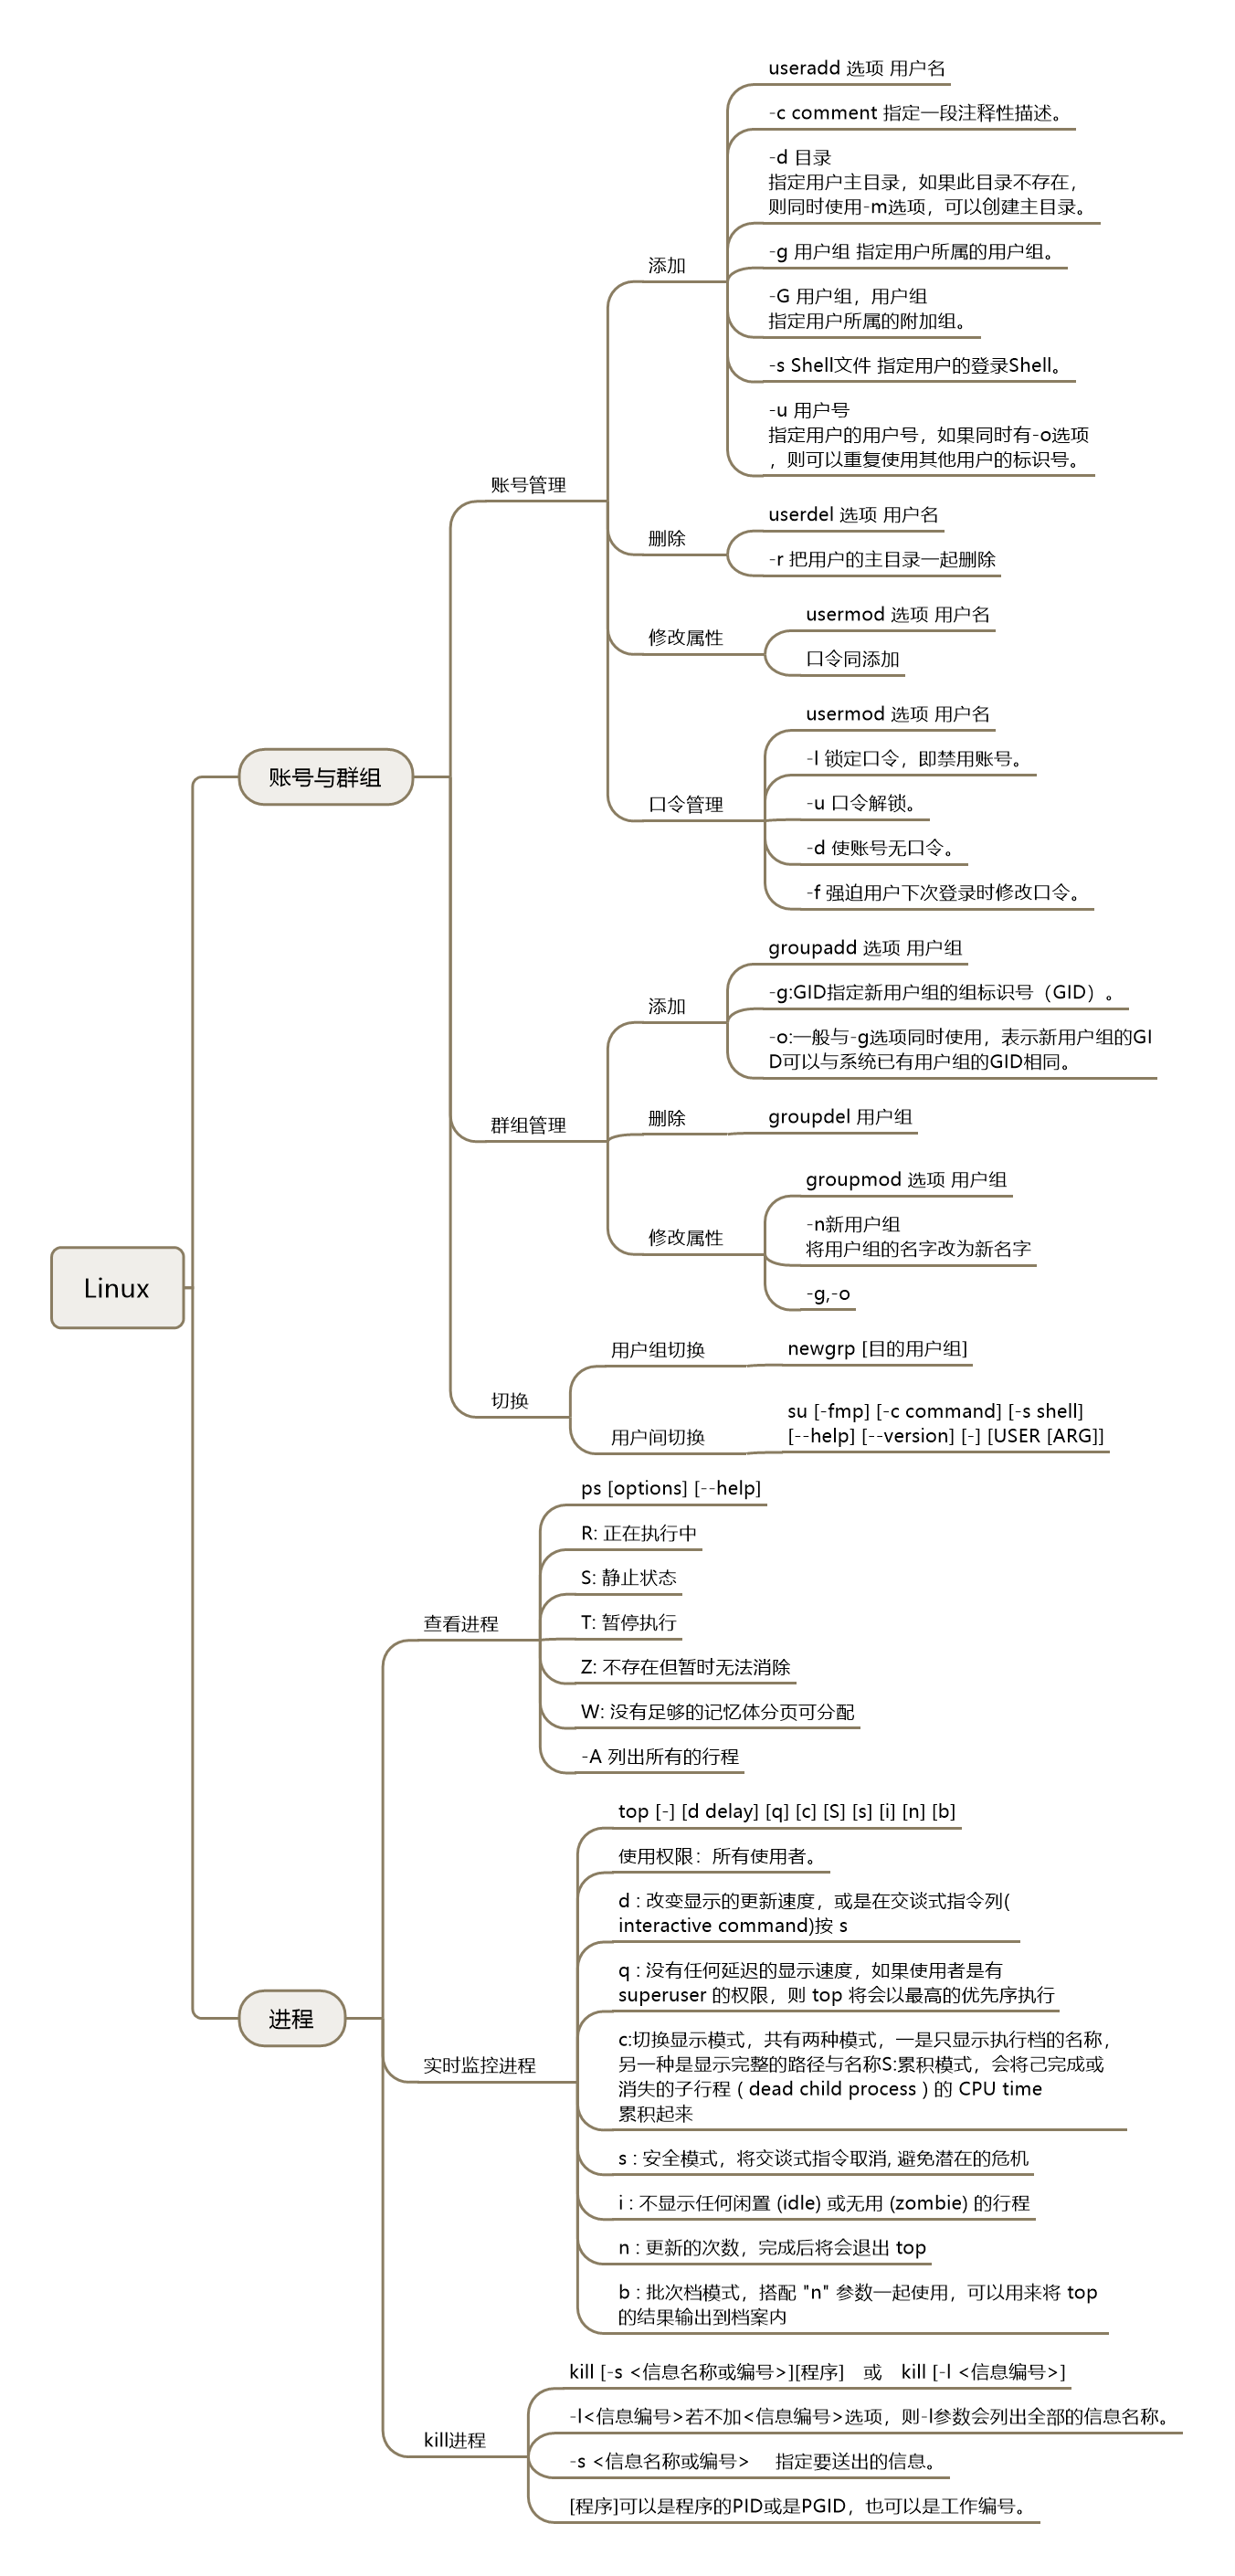 Linux
账号与群组
账号管理
添加
useradd 选项 用户名
-c comment 指定一段注释性描述。
-d 目录
指定用户主目录，如果此目录不存在，
则同时使用-m选项，可以创建主目录。
-g 用户组 指定用户所属的用户组。
-G 用户组，用户组
指定用户所属的附加组。
-s Shell文件 指定用户的登录Shell。
-u 用户号
指定用户的用户号，如果同时有-o选项
，则可以重复使用其他用户的标识号。
删除
userdel 选项 用户名
-r 把用户的主目录一起删除
修改属性
usermod 选项 用户名
口令同添加
口令管理
usermod 选项 用户名
-l 锁定口令，即禁用账号。
-u 口令解锁。
-d 使账号无口令。
-f 强迫用户下次登录时修改口令。
群组管理
添加
groupadd 选项 用户组
-g:GID指定新用户组的组标识号（GID）。
-o:一般与-g选项同时使用，表示新用户组的GI
D可以与系统已有用户组的GID相同。
删除
groupdel 用户组
修改属性
groupmod 选项 用户组
-n新用户组
将用户组的名字改为新名字
-g,-o
切换
用户组切换
newgrp [目的用户组]
用户间切换
su [-fmp] [-c command] [-s shell]
[--help] [--version] [-] [USER [ARG]]
进程
查看进程
ps [options] [--help]
R: 正在执行中
S: 静止状态
T: 暂停执行
Z: 不存在但暂时无法消除
W: 没有足够的记忆体分页可分配
-A 列出所有的行程
实时监控进程
top [-] [d delay] [q] [c] [S] [s] [i] [n] [b]
使用权限：所有使用者。
d : 改变显示的更新速度，或是在交谈式指令列(
interactive command)按 s
q : 没有任何延迟的显示速度，如果使用者是有
superuser 的权限，则 top 将会以最高的优先序执行
c:切换显示模式，共有两种模式，一是只显示执行档的名称，
另一种是显示完整的路径与名称S:累积模式，会将己完成或
消失的子行程 ( dead child process ) 的 CPU time
累积起来
s : 安全模式，将交谈式指令取消, 避免潜在的危机
i : 不显示任何闲置 (idle) 或无用 (zombie) 的行程
n : 更新的次数，完成后将会退出 top
b : 批次档模式，搭配 "n" 参数一起使用，可以用来将 top
的结果输出到档案内
kill进程
kill [-s <信息名称或编号>][程序] 或 kill [-l <信息编号>]
-l<信息编号>若不加<信息编号>选项，则-l参数会列出全部的信息名称。
-s <信息名称或编号> 指定要送出的信息。
[程序]可以是程序的PID或是PGID，也可以是工作编号。